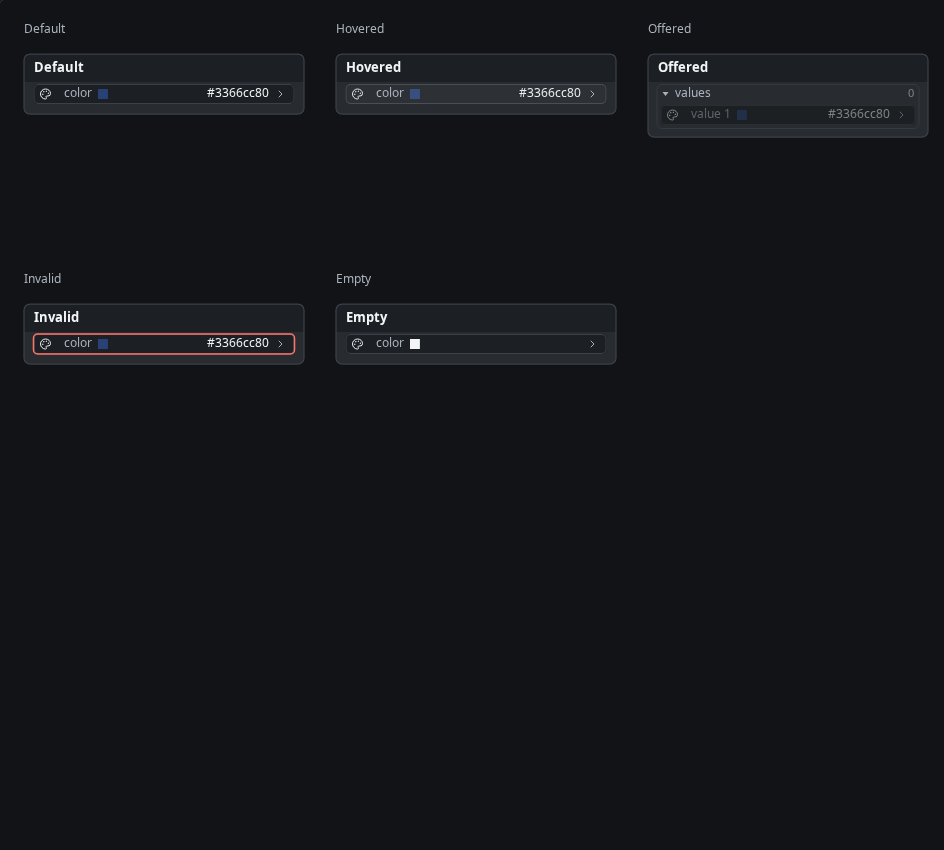 Default
Hovered
Offered
Default
Hovered
Offered
color #3366cc80
color #3366cc80
values 0
value 1 #3366cc80
Invalid
Empty
Invalid
Empty
color #3366cc80
color